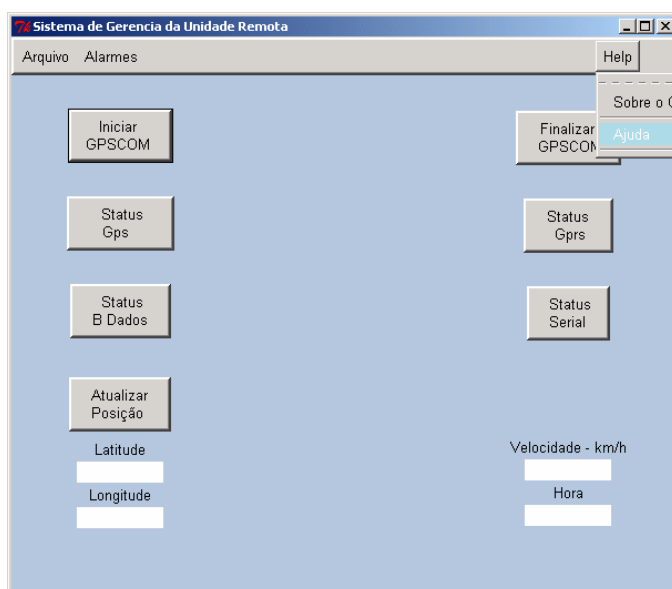 Sistema de Gerencia da Unidade Remota
Arquivo Alarmes Help
Sobre o
Ajuda
Iniciar
GPSCOM
Finalizar
GPSCOM
Status
Gps
Status
Gprs
Status
B Dados
Status
Serial
Atualizar
Posição
Latitude
Longitude
Velocidade - km/h
Hora